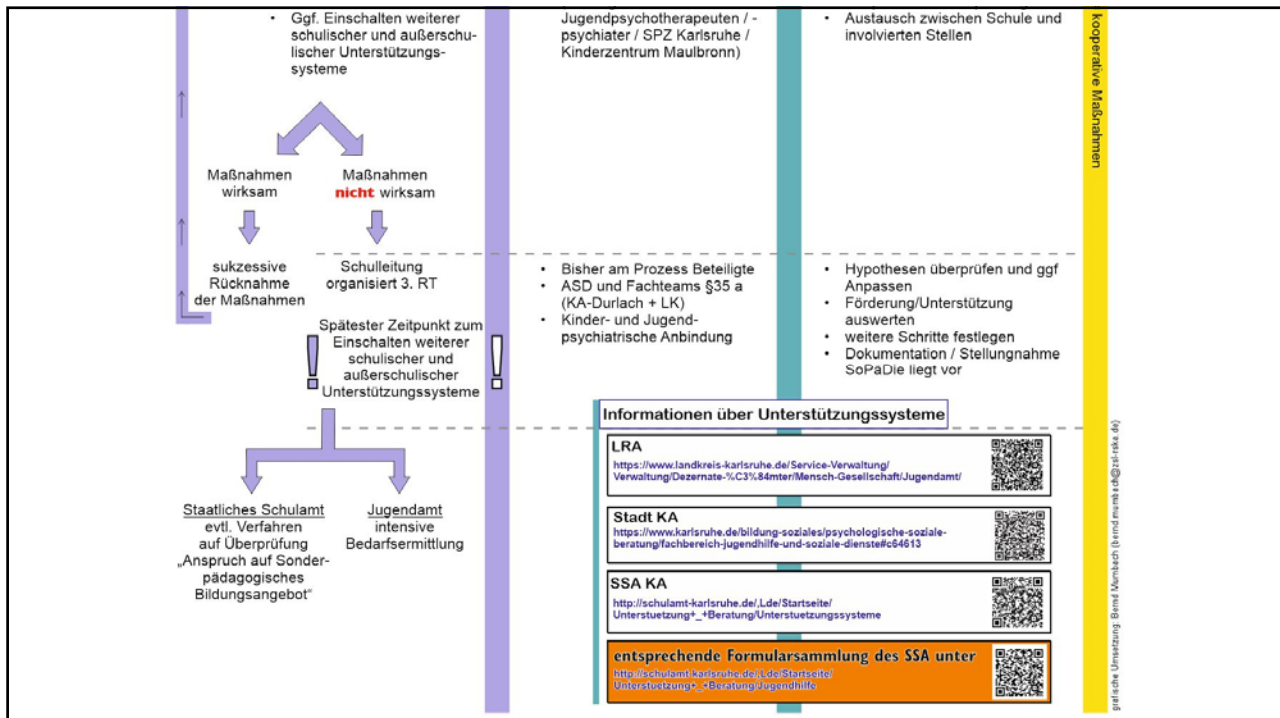 • Ggf. Einschalten weiterer
schulischer und außerschu-
lischer Unterstützungs-
systeme
Jugendpsychotherapeuten / -
psychiater / SPZ Karlsruhe /
Kinderzentrum Maulbronn)
Austausch zwischen Schule und
involvierten Stellen
kooperative Maßnahmen
Maßnahmen
wirksam
Maßnahmen
nicht wirksam
sukzessive
Rücknahme
der Maßnahmen
Schulleitung
organisiert 3. RT
• Bisher am Prozess Beteiligte
• ASD und Fachteams §35 a
(KA-Durlach + LK)
• Kinder- und Jugend-
psychiatrische Anbindung
• Hypothesen überprüfen und ggf
Anpassen
• Förderung/Unterstützung
auswerten
• weitere Schritte festlegen
• Dokumentation / Stellungnahme
SoPäDie liegt vor
! Spätester Zeitpunkt zum !
Einschalten weiterer
schulischer und
außerschulischer
Unterstützungssysteme
Staatliches Schulamt
evtl. Verfahren
auf Überprüfung
„Anspruch auf Sonder-
pädagogisches
Bildungsangebot“
Jugendamt
intensive
Bedarfsermittlung
Informationen über Unterstützungssysteme
LRA
https://www.landkreis-karlsruhe.de/Service-Verwaltung/
Verwaltung/Dezernate-%C3%84mter/Mensch-Gesellschaft/Jugendamt/
Stadt KA
https://www.karlsruhe.de/bildung-soziales/psychologische-soziale-
beratung/fachbereich-jugendhilfe-und-soziale-dienste#c64613
SSA KA
http://schulamt-karlsruhe.de/,Lde/Startseite/
Unterstuetzung+_+Beratung/Unterstuetzungssysteme
entsprechende Formularsammlung des SSA unter
http://schulamt-karlsruhe.de/,Lde/Startseite/
Unterstuetzung+_+Beratung/Jugendhilfe
grafische Umsetzung: Bernd Mumbach (bernd.mumbach@zsl-rska.de)